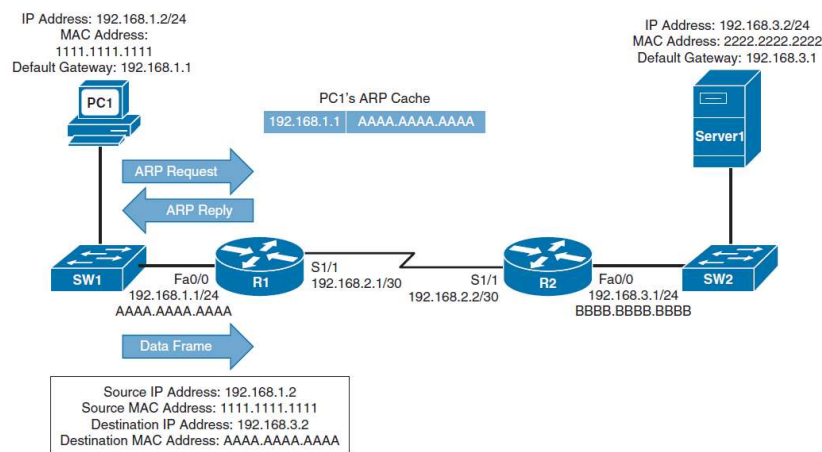 IP Address: 192.168.1.2/24
MAC Address:
1111.1111.1111
Default Gateway: 192.168.1.1
IP Address: 192.168.3.2/24
MAC Address: 2222.2222.2222
Default Gateway: 192.168.3.1
PC1
PC1's ARP Cache
192.168.1.1 AAAA.AAAA.AAAA
Server1
ARP Request
ARP Reply
SW1
Fa0/0
192.168.1.1/24
AAAA.AAAA.AAAA
R1
S1/1
192.168.2.1/30
S1/1
192.168.2.2/30
R2
Fa0/0
192.168.3.1/24
BBBB.BBBB.BBBB
SW2
Data Frame
Source IP Address: 192.168.1.2
Source MAC Address: 1111.1111.1111
Destination IP Address: 192.168.3.2
Destination MAC Address: AAAA.AAAA.AAAA